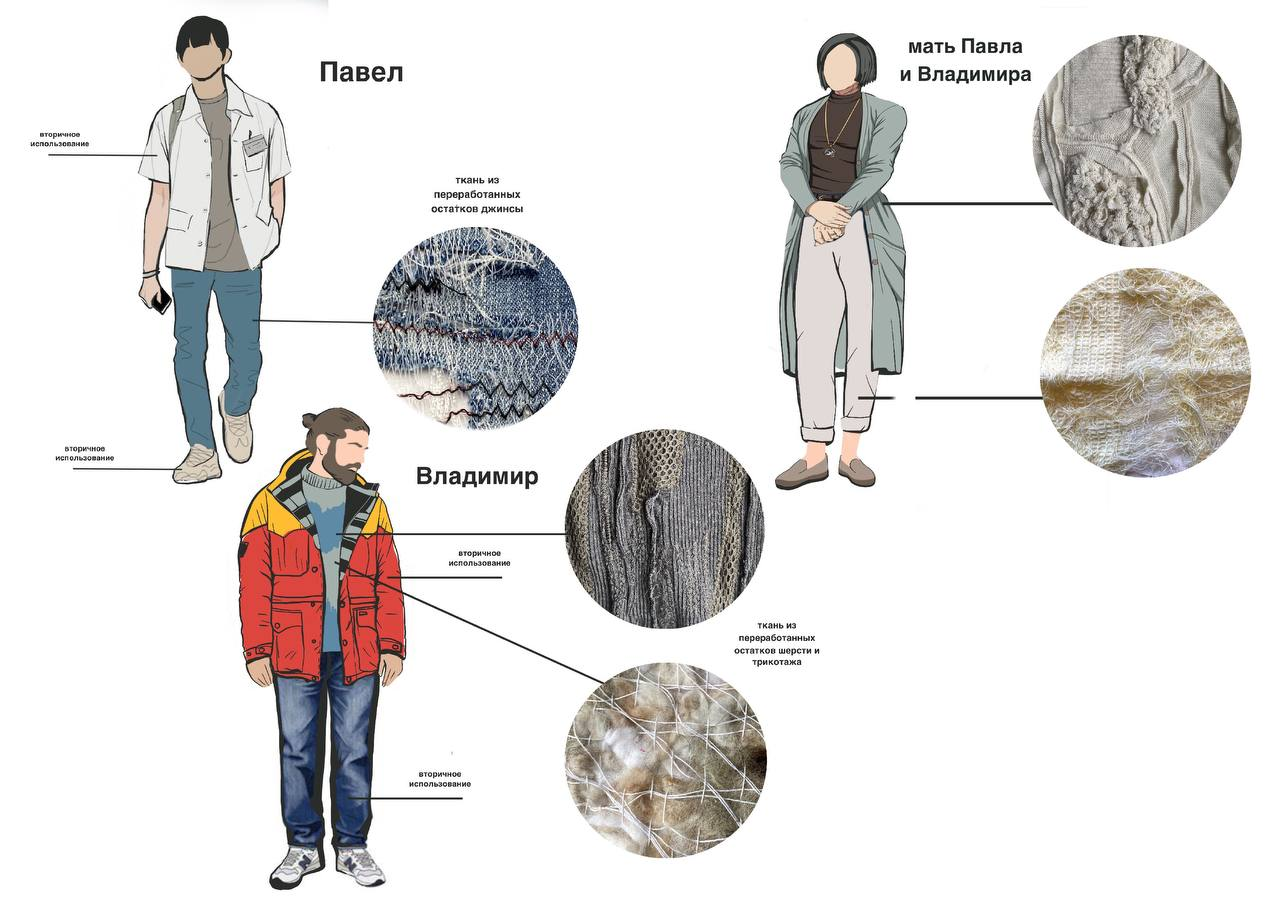 Павел
вторичное
использование
ткань из
переработанных
остатков джинсы
вторичное
использование
Владимир
вторичное
использование
ткань из
переработанных
остатков шерсти и
трикотажа
вторичное
использование
мать Павла
и Владимира